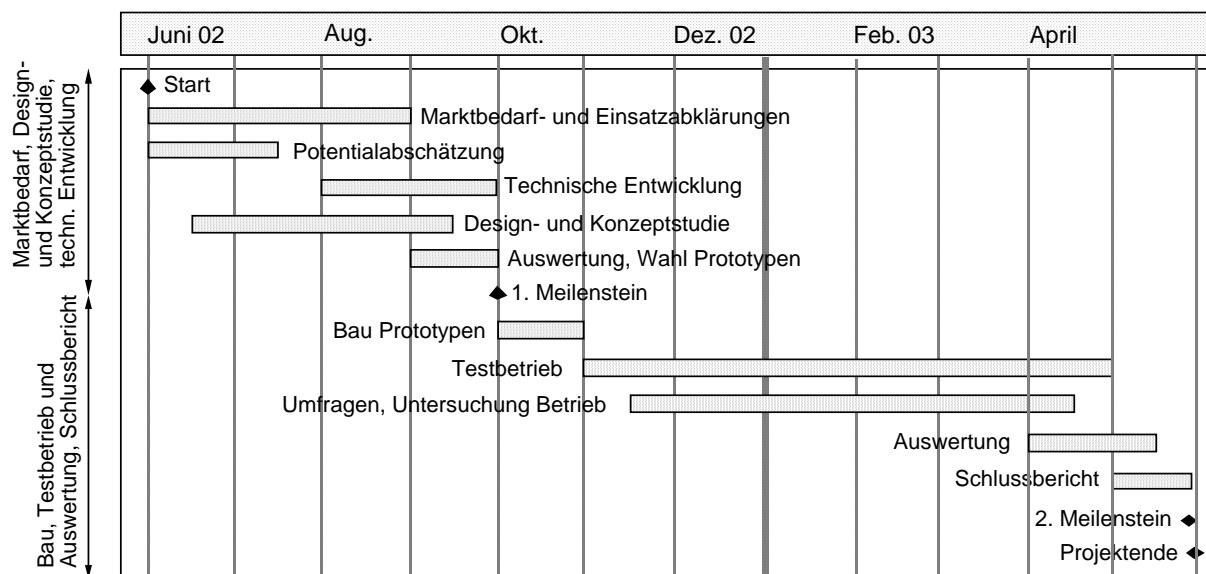 Juni 02 Aug. Okt. Dez. 02 Feb. 03 April
Marktbedarf, Design-
und Konzeptstudie,
techn. Entwicklung
Start
Marktbedarf- und Einsatzabklärungen
Potentialabschätzung
Technische Entwicklung
Design- und Konzeptstudie
Auswertung, Wahl Prototypen
1. Meilenstein
Bau, Testbetrieb und
Auswertung, Schlussbericht
Bau Prototypen
Testbetrieb
Umfragen, Untersuchung Betrieb
Auswertung
Schlussbericht
2. Meilenstein
Projektende